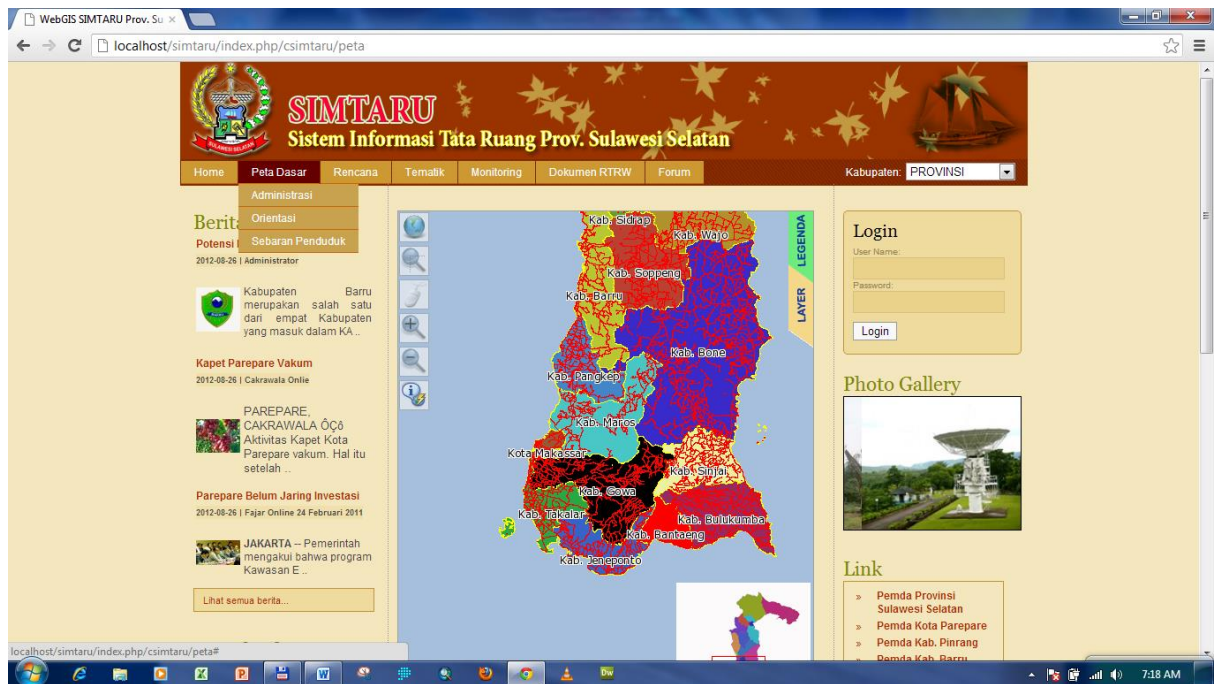 WebGIS SIMTARU Prov. Su
localhost/simtaru/index.php/csimtaru/peta
SIMTARU
Sistem Informasi Tata Ruang Prov. Sulawesi Selatan
Home Peta Dasar Rencana Tematik Monitoring Dokumen RTRW Forum Kabupaten: PROVINSI
Administrasi
Orientasi
Sebaran Penduduk
Potensi
2012-08-26 | Administrator
Kabupaten Barru
merupakan salah satu
dari empat Kabupaten
yang masuk dalam KA ..
Kapet Parepare Vakum
2012-08-26 | Cakrawala Onlie
PAREPARE,
CAKRAWALA ÔÇô
Aktivitas Kapet Kota
Parepare vakum. Hal itu
setelah ..
Parepare Belum Jaring Investasi
2012-08-26 | Fajar Online 24 Februari 2011
JAKARTA -- Pemerintah
mengakui bahwa program
Kawasan E ..
Lihat semua berita...
Kab. Sidrap
Kab. Wajo
Kab. Soppeng
Kab. Barru
Kab. Bone
Kab. Pangkep
Kab. Maros
Kota Makassar
Kab. Sinjai
Kab. Gowa
Kab. Takalar
Kab. Bulukumba
Kab. Bantaeng
Kab. Jeneponto
LEGENDA
LAYER
Login
User Name:
Password:
Login
Photo Gallery
Link
» Pemda Provinsi
Sulawesi Selatan
» Pemda Kota Parepare
» Pemda Kab. Pinrang
» Pemda Kab. Barru
localhost/simtaru/index.php/csimtaru/peta#
7:18 AM